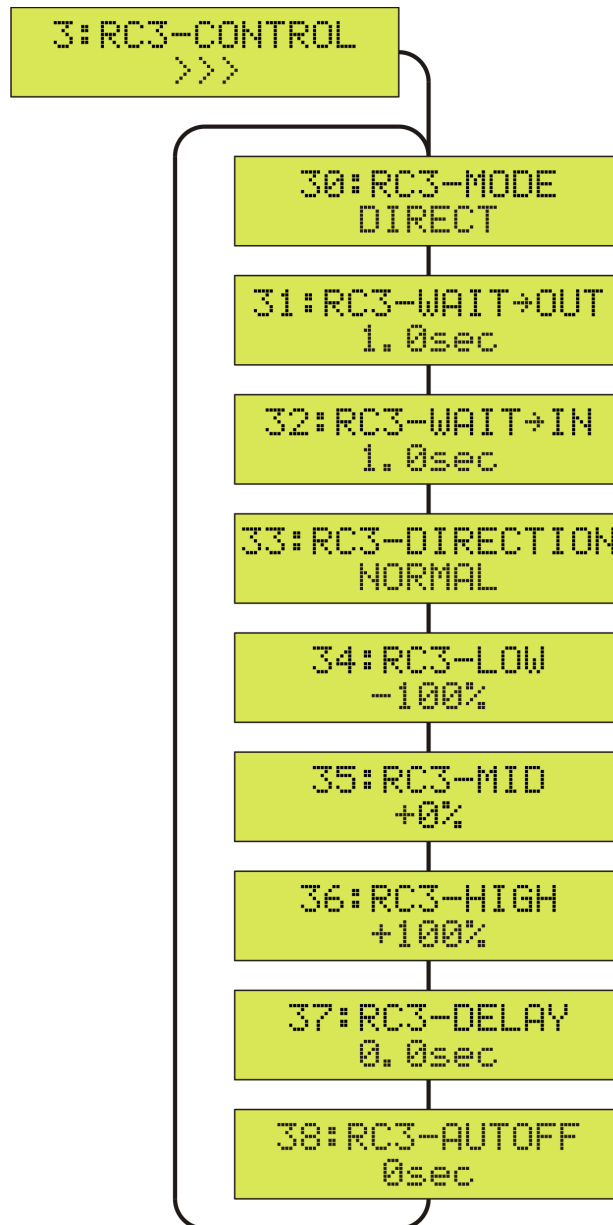 3:RC3-CONTROL
>>>
30:RC3-MODE
DIRECT
31:RC3-WAIT→OUT
1.0sec
32:RC3-WAIT→IN
1.0sec
33:RC3-DIRECTION
NORMAL
34:RC3-LOW
-100%
35:RC3-MID
+0%
36:RC3-HIGH
+100%
37:RC3-DELAY
0.0sec
38:RC3-AUTOFF
0sec